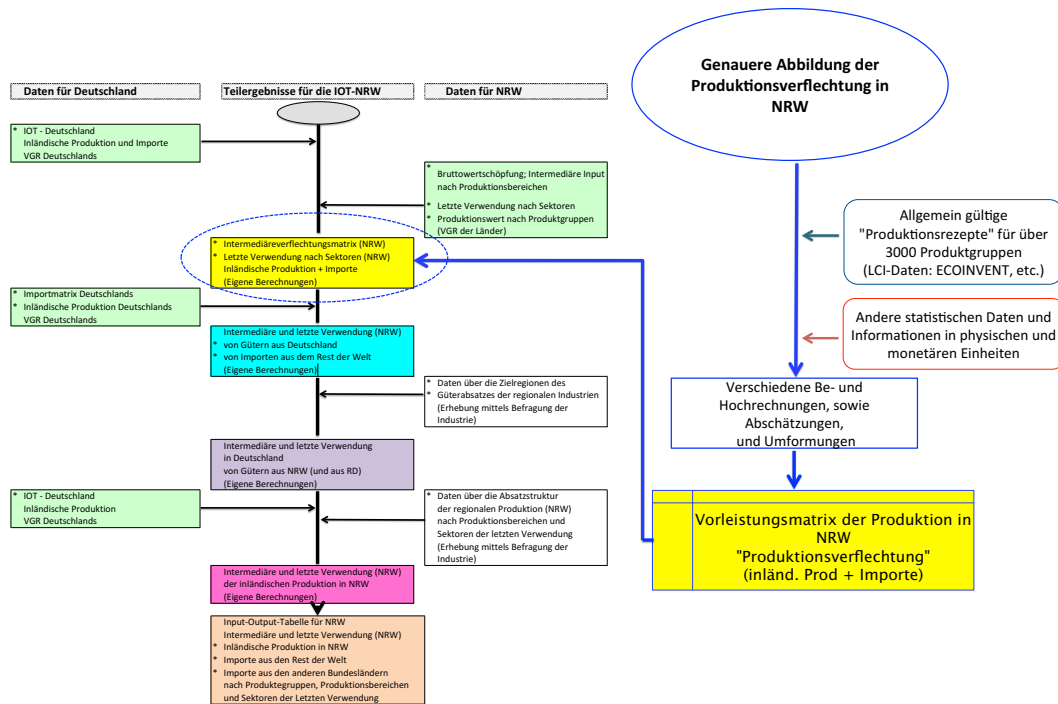 Daten für Deutschland
Teilergebnisse für die IOT-NRW
Daten für NRW
* IOT - Deutschland
Inländische Produktion und Importe
VGR Deutschlands
* Bruttowertschöpfung; Intermediäre Input
nach Produktionsbereichen
* Letzte Verwendung nach Sektoren
* Produktionswert nach Produktgruppen
(VGR der Länder)
* Intermediäreverflechtungsmatrix (NRW)
* Letzte Verwendung nach Sektoren (NRW)
Inländische Produktion + Importe
(Eigene Berechnungen)
* Importmatrix Deutschlands
* Inländische Produktion Deutschlands
VGR Deutschlands
Intermediäre und letzte Verwendung (NRW)
* von Gütern aus Deutschland
* von Importen aus dem Rest der Welt
(Eigene Berechnungen)
* Daten über die Zielregionen des
* Güterabsatzes der regionalen Industrien
(Erhebung mittels Befragung der
Industrie)
Intermediäre und letzte Verwendung
in Deutschland
von Gütern aus NRW (und aus RD)
(Eigene Berechnungen)
* IOT - Deutschland
Inländische Produktion
VGR Deutschlands
* Daten über die Absatzstruktur
der regionalen Produktion (NRW)
nach Produktionsbereichen und
Sektoren der letzten Verwendung
(Erhebung mittels Befragung der
Industrie)
Intermediäre und letzte Verwendung (NRW)
der inländischen Produktion in NRW
(Eigene Berechnungen)
Input-Output-Tabelle für NRW
Intermediäre und letzte Verwendung (NRW)
* Inländische Produktion in NRW
* Importe aus den Rest der Welt
* Importe aus den anderen Bundesländern
nach Produktegruppen, Produktionsbereichen
und Sektoren der Letzten Verwendung
Genauere Abbildung der
Produktionsverflechtung in
NRW
Allgemein gültige
"Produktionsrezepte" für über
3000 Produktgruppen
(LCI-Daten: ECOINVENT, etc.)
Andere statistischen Daten und
Informationen in physischen und
monetären Einheiten
Verschiedene Be- und
Hochrechnungen, sowie
Abschätzungen,
und Umformungen
Vorleistungsmatrix der Produktion in
NRW
"Produktionsverflechtung"
(inländ. Prod + Importe)